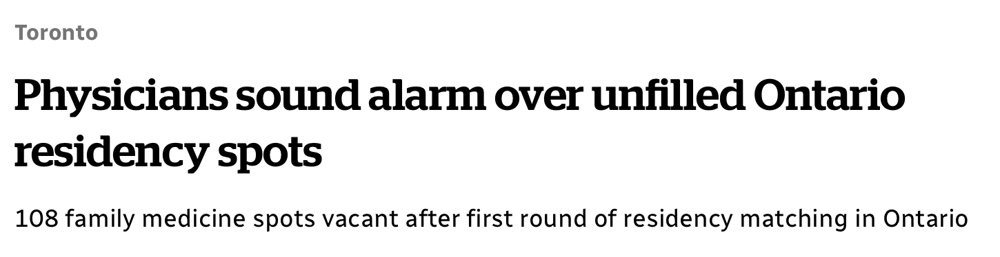 Toronto
Physicians sound alarm over unfilled Ontario
residency spots
108 family medicine spots vacant after first round of residency matching in Ontario